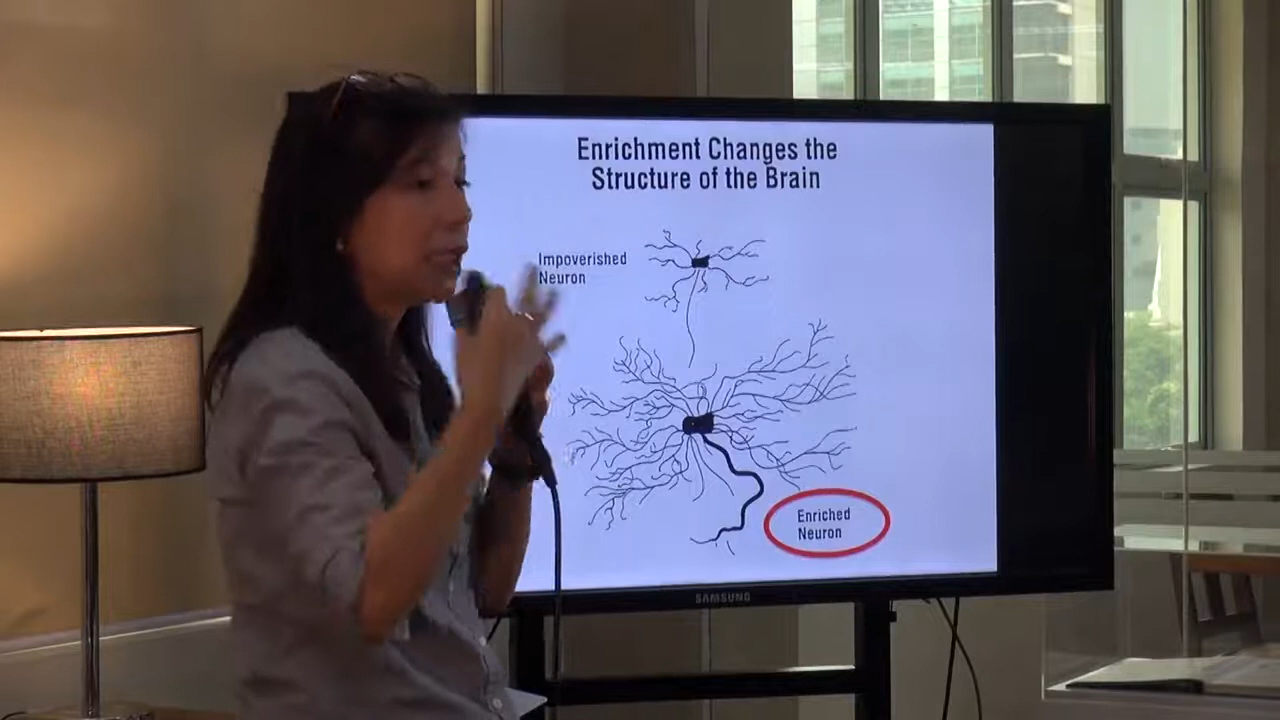 Enrichment Changes the
Structure of the Brain
Impoverished
Neuron
Enriched
Neuron
SAMSUNG